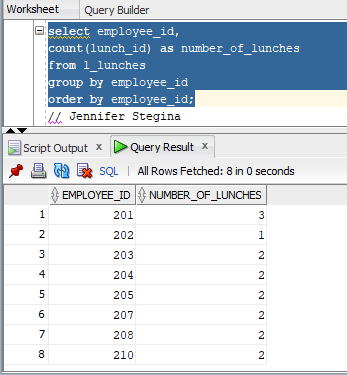 Worksheet Query Builder
select employee_id,
count(lunch_id) as number_of_lunches
from l_lunches
group by employee_id
order by employee_id;
// Jennifer Stegina
Script Output x Query Result x
SQL | All Rows Fetched: 8 in 0 seconds
EMPLOYEE_ID NUMBER_OF_LUNCHES
1 201 3
2 202 1
3 203 2
4 204 2
5 205 2
6 207 2
7 208 2
8 210 2